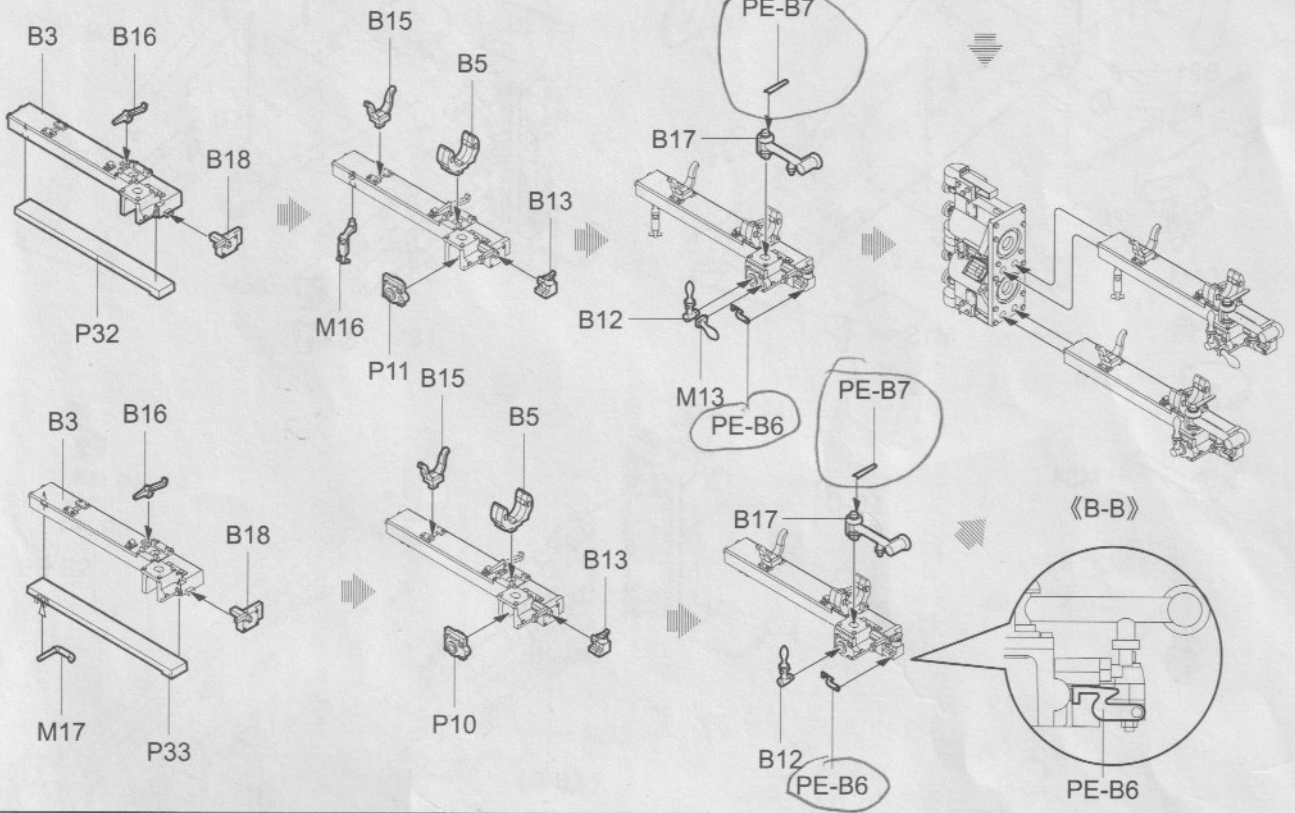 PE-B7
B3 B16 B15 B5
B17
B18 B13
P32 M16 B12
P11 M13
PE-B6
B15 PE-B7
B3 B16 B5
B17 《B-B》
B18 B13
M17 P33 P10
B12
PE-B6 PE-B6